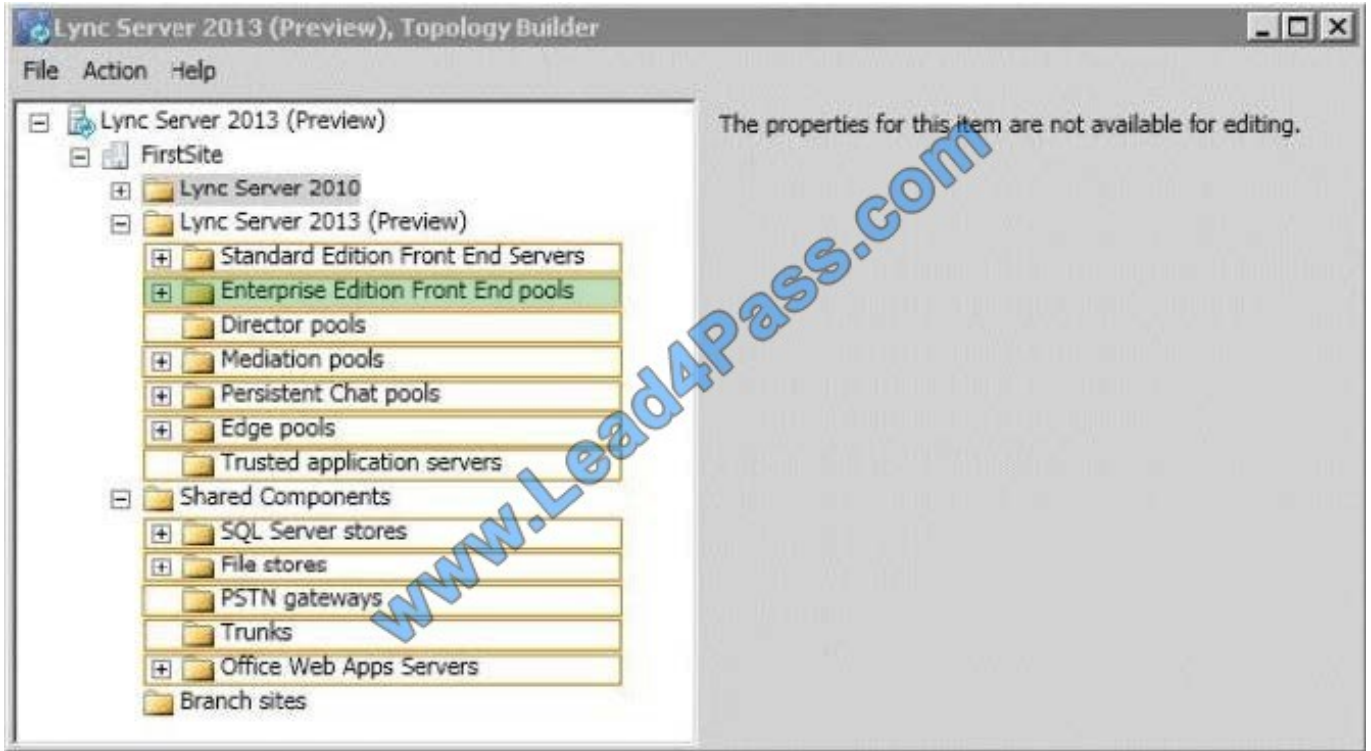 Lync Server 2013 (Preview), Topology Builder
File Action Help
Lync Server 2013 (Preview)
The properties for this item are not available for editing.
FirstSite
Lync Server 2010
Lync Server 2013 (Preview)
Standard Edition Front End Servers
Enterprise Edition Front End pools
Director pools
Mediation pools
Persistent Chat pools
Edge pools
Trusted application servers
Shared Components
SQL Server stores
File stores
PSTN gateways
Trunks
Office Web Apps Servers
Branch sites
www.Lead4Pass.com